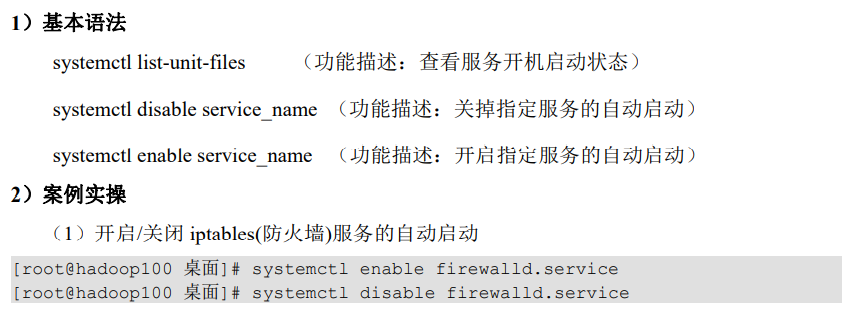 1）基本语法
systemctl list-unit-files （功能描述：查看服务开机启动状态）
systemctl disable service_name （功能描述：关掉指定服务的自动启动）
systemctl enable service_name （功能描述：开启指定服务的自动启动）
2）案例实操
（1）开启/关闭 iptables(防火墙)服务的自动启动
[root@hadoop100 桌面]# systemctl enable firewalld.service
[root@hadoop100 桌面]# systemctl disable firewalld.service